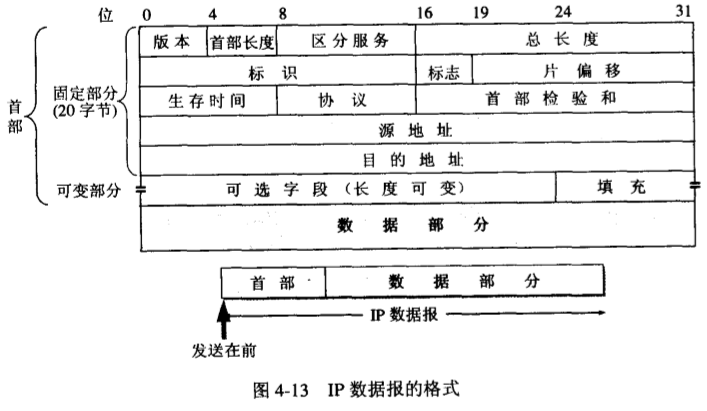 位 0 4 8 16 19 24 31
版本 首部长度 区分服务 总长度
标识 标志 片偏移
固定部分
(20 字节)
生存时间 协议 首部检验和
首部
源地址
目的地址
可变部分 可选字段(长度可变) 填充
数据部分
首部 数据部分
IP 数据报
发送在前
图 4-13 IP 数据报的格式